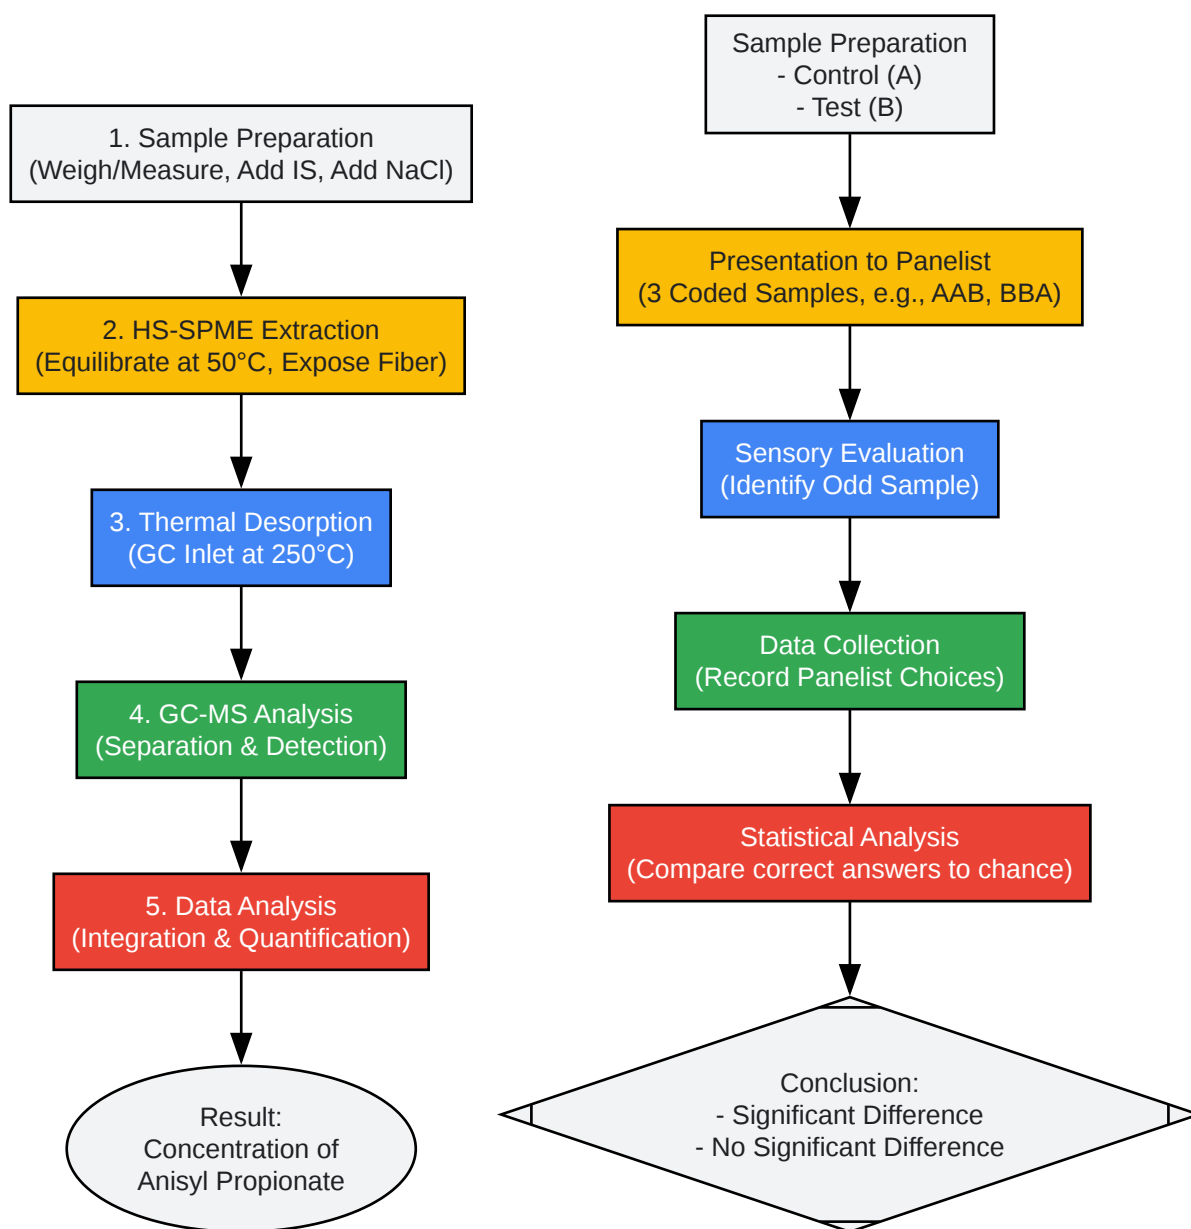 1. Sample Preparation
(Weigh/Measure, Add IS, Add NaCl)
2. HS-SPME Extraction
(Equilibrate at 50°C, Expose Fiber)
3. Thermal Desorption
(GC Inlet at 250°C)
4. GC-MS Analysis
(Separation & Detection)
5. Data Analysis
(Integration & Quantification)
Result:
Concentration of
Anisyl Propionate
Sample Preparation
- Control (A)
- Test (B)
Presentation to Panelist
(3 Coded Samples, e.g., AAB, BBA)
Sensory Evaluation
(Identify Odd Sample)
Data Collection
(Record Panelist Choices)
Statistical Analysis
(Compare correct answers to chance)
Conclusion:
- Significant Difference
- No Significant Difference